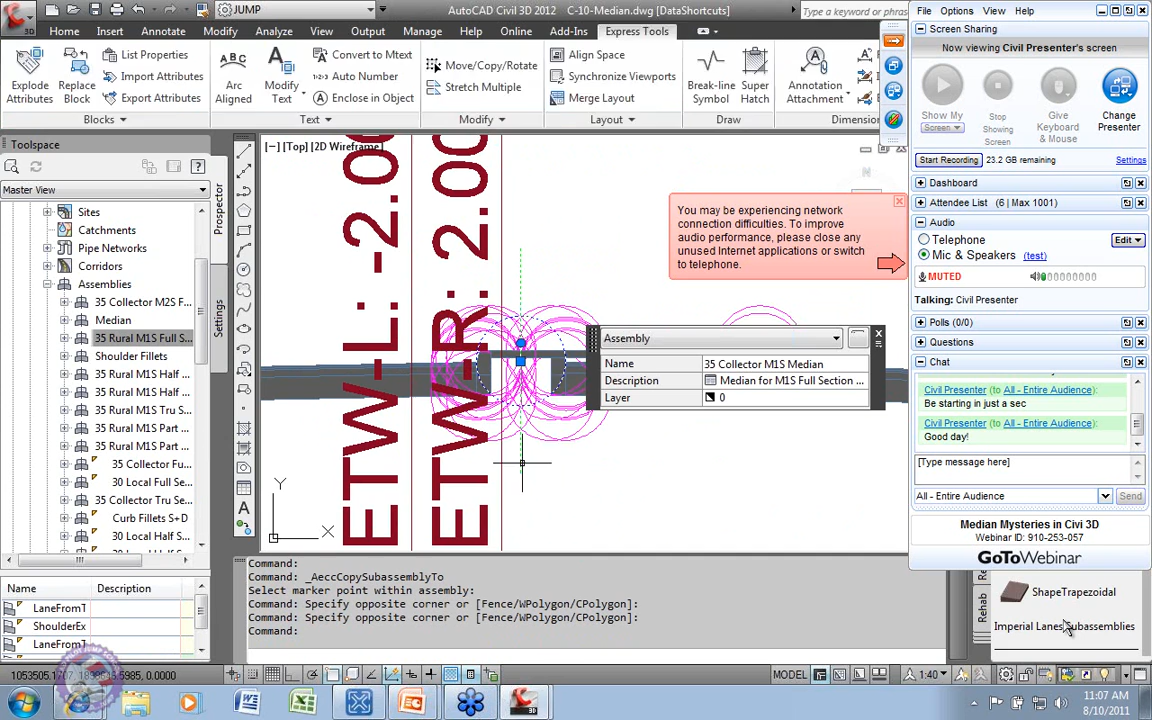 JUMP
AutoCAD Civil 3D 2012
C-10-Median.dwg [DataShortcuts]
Type a keyword or phras
Home
Insert
Annotate
Modify
Analyze
View
Output
Manage
Help
Online
Add-Ins
Express Tools
Explode Attributes
Replace Block
List Properties
Import Attributes
Export Attributes
Arc Aligned
Modify Text
Convert to Mtext
Auto Number
Enclose in Object
Move/Copy/Rotate
Stretch Multiple
Align Space
Synchronize Viewports
Merge Layout
Break-line Symbol
Super Hatch
Annotation Attachment
Blocks
Text
Modify
Layout
Draw
Dimension
Toolspace
Master View
Sites
Catchments
Pipe Networks
Corridors
Assemblies
35 Collector M2S F...
Median
35 Rural M1S Full S...
Shoulder Fillets
35 Rural M1S Half ...
35 Rural M1S Half ...
35 Rural M1S Tru S...
35 Rural M1S Part ...
35 Rural M1S Part ...
35 Collector Fu...
30 Local Full Se...
35 Collector Tru Se...
Curb Fillets S+D
30 Local Half S...
Prospector
Settings
Name
Description
LaneFromT
ShoulderEx
LaneFromT
[−] [Top] [2D Wireframe]
ETW-L: -2.00
ETW-R: 2.00
N
Y
X
Assembly
Name
35 Collector M1S Median
Description
Median for M1S Full Section ...
Layer
0
You may be experiencing network
connection difficulties. To improve
audio performance, please close any
unused Internet applications or switch
to telephone.
Command:
Command: _AeccCopySubassemblyTo
Select marker point within assembly:
Command: Specify opposite corner or [Fence/WPolygon/CPolygon]:
Command: Specify opposite corner or [Fence/WPolygon/CPolygon]:
Command:
MODEL
1:40
File
Options
View
Help
Screen Sharing
Now viewing Civil Presenter's screen
Show My
Screen
Stop
Showing
Screen
Give
Keyboard
& Mouse
Change
Presenter
Start Recording
23.2 GB remaining
Settings
Dashboard
Attendee List
(6 | Max 1001)
Audio
Telephone
Mic & Speakers
(test)
Edit
MUTED
Talking: Civil Presenter
Polls (0/0)
Questions
Chat
Civil Presenter (to All - Entire Audience):
Be starting in just a sec
Civil Presenter (to All - Entire Audience):
Good day!
[Type message here]
All - Entire Audience
Send
Median Mysteries in Civi 3D
Webinar ID: 910-253-057
GoToWebinar
ShapeTrapezoidal
Imperial Lanes Subassemblies
Rehab
11:07 AM
8/10/2011